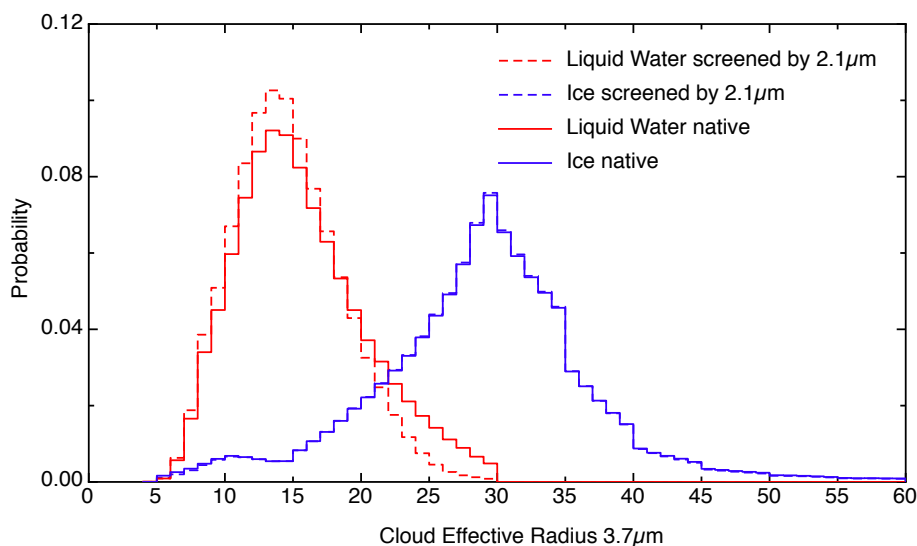 0.12
Liquid Water screened by 2.1µm
Ice screened by 2.1µm
Liquid Water native
Ice native
0.08
Probability
0.04
0.00
0 5 10 15 20 25 30 35 40 45 50 55 60
Cloud Effective Radius 3.7µm